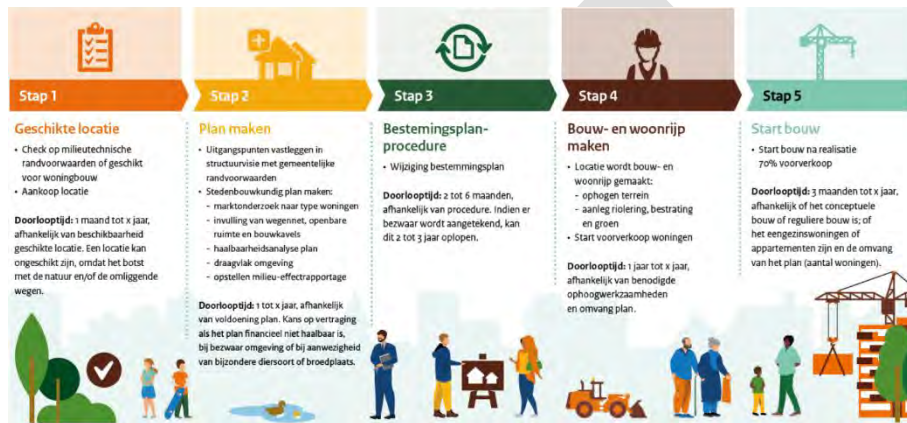 Stap 1
Geschikte locatie
• Check op milieutechnische
randvoorwaarden of geschikt
voor woningbouw
• Aankoop locatie
Doorlooptijd: 1 maand tot x jaar,
afhankelijk van beschikbaarheid
geschikte locatie. Een locatie kan
ongeschikt zijn, omdat het botst
met de natuur en/of de omliggende
wegen.
Stap 2
Plan maken
• Uitgangspunten vastleggen in
structuurvisie met gemeentelijke
randvoorwaarden
• Stedenbouwkundig plan maken:
- marktonderzoek naar type woningen
- invulling van wegennet, openbare
ruimte en bouwkavels
- haalbaarheidsanalyse plan
- draagvlak omgeving
- opstellen milieu-effectrapportage
Doorlooptijd: 1 tot x jaar, afhankelijk
van voldoening plan. Kans op vertraging
als het plan financieel niet haalbaar is,
bij bezwaar omgeving of bij aanwezigheid
van bijzondere diersoort of broedplaats.
Stap 3
Bestemingsplan-
procedure
• Wijziging bestemmingsplan
Doorlooptijd: 2 tot 6 maanden,
afhankelijk van procedure. Indien er
bezwaar wordt aangetekend, kan
dit 2 tot 3 jaar oplopen.
Stap 4
Bouw- en woonrijp
maken
• Locatie wordt bouw- en
woonrijp gemaakt:
- ophogen terrein
- aanleg riolering, bestrating
en groen
• Start voorverkoop woningen
Doorlooptijd: 1 jaar tot x jaar,
afhankelijk van benodigde
ophoogwerkzaamheden
en omvang plan.
Stap 5
Start bouw
• Start bouw na realisatie
70% voorverkoop
Doorlooptijd: 3 maanden tot x jaar,
afhankelijk of het conceptuele
bouw of reguliere bouw is; of
het eengezinswoningen of
appartementen zijn en de omvang
van het plan (aantal woningen).